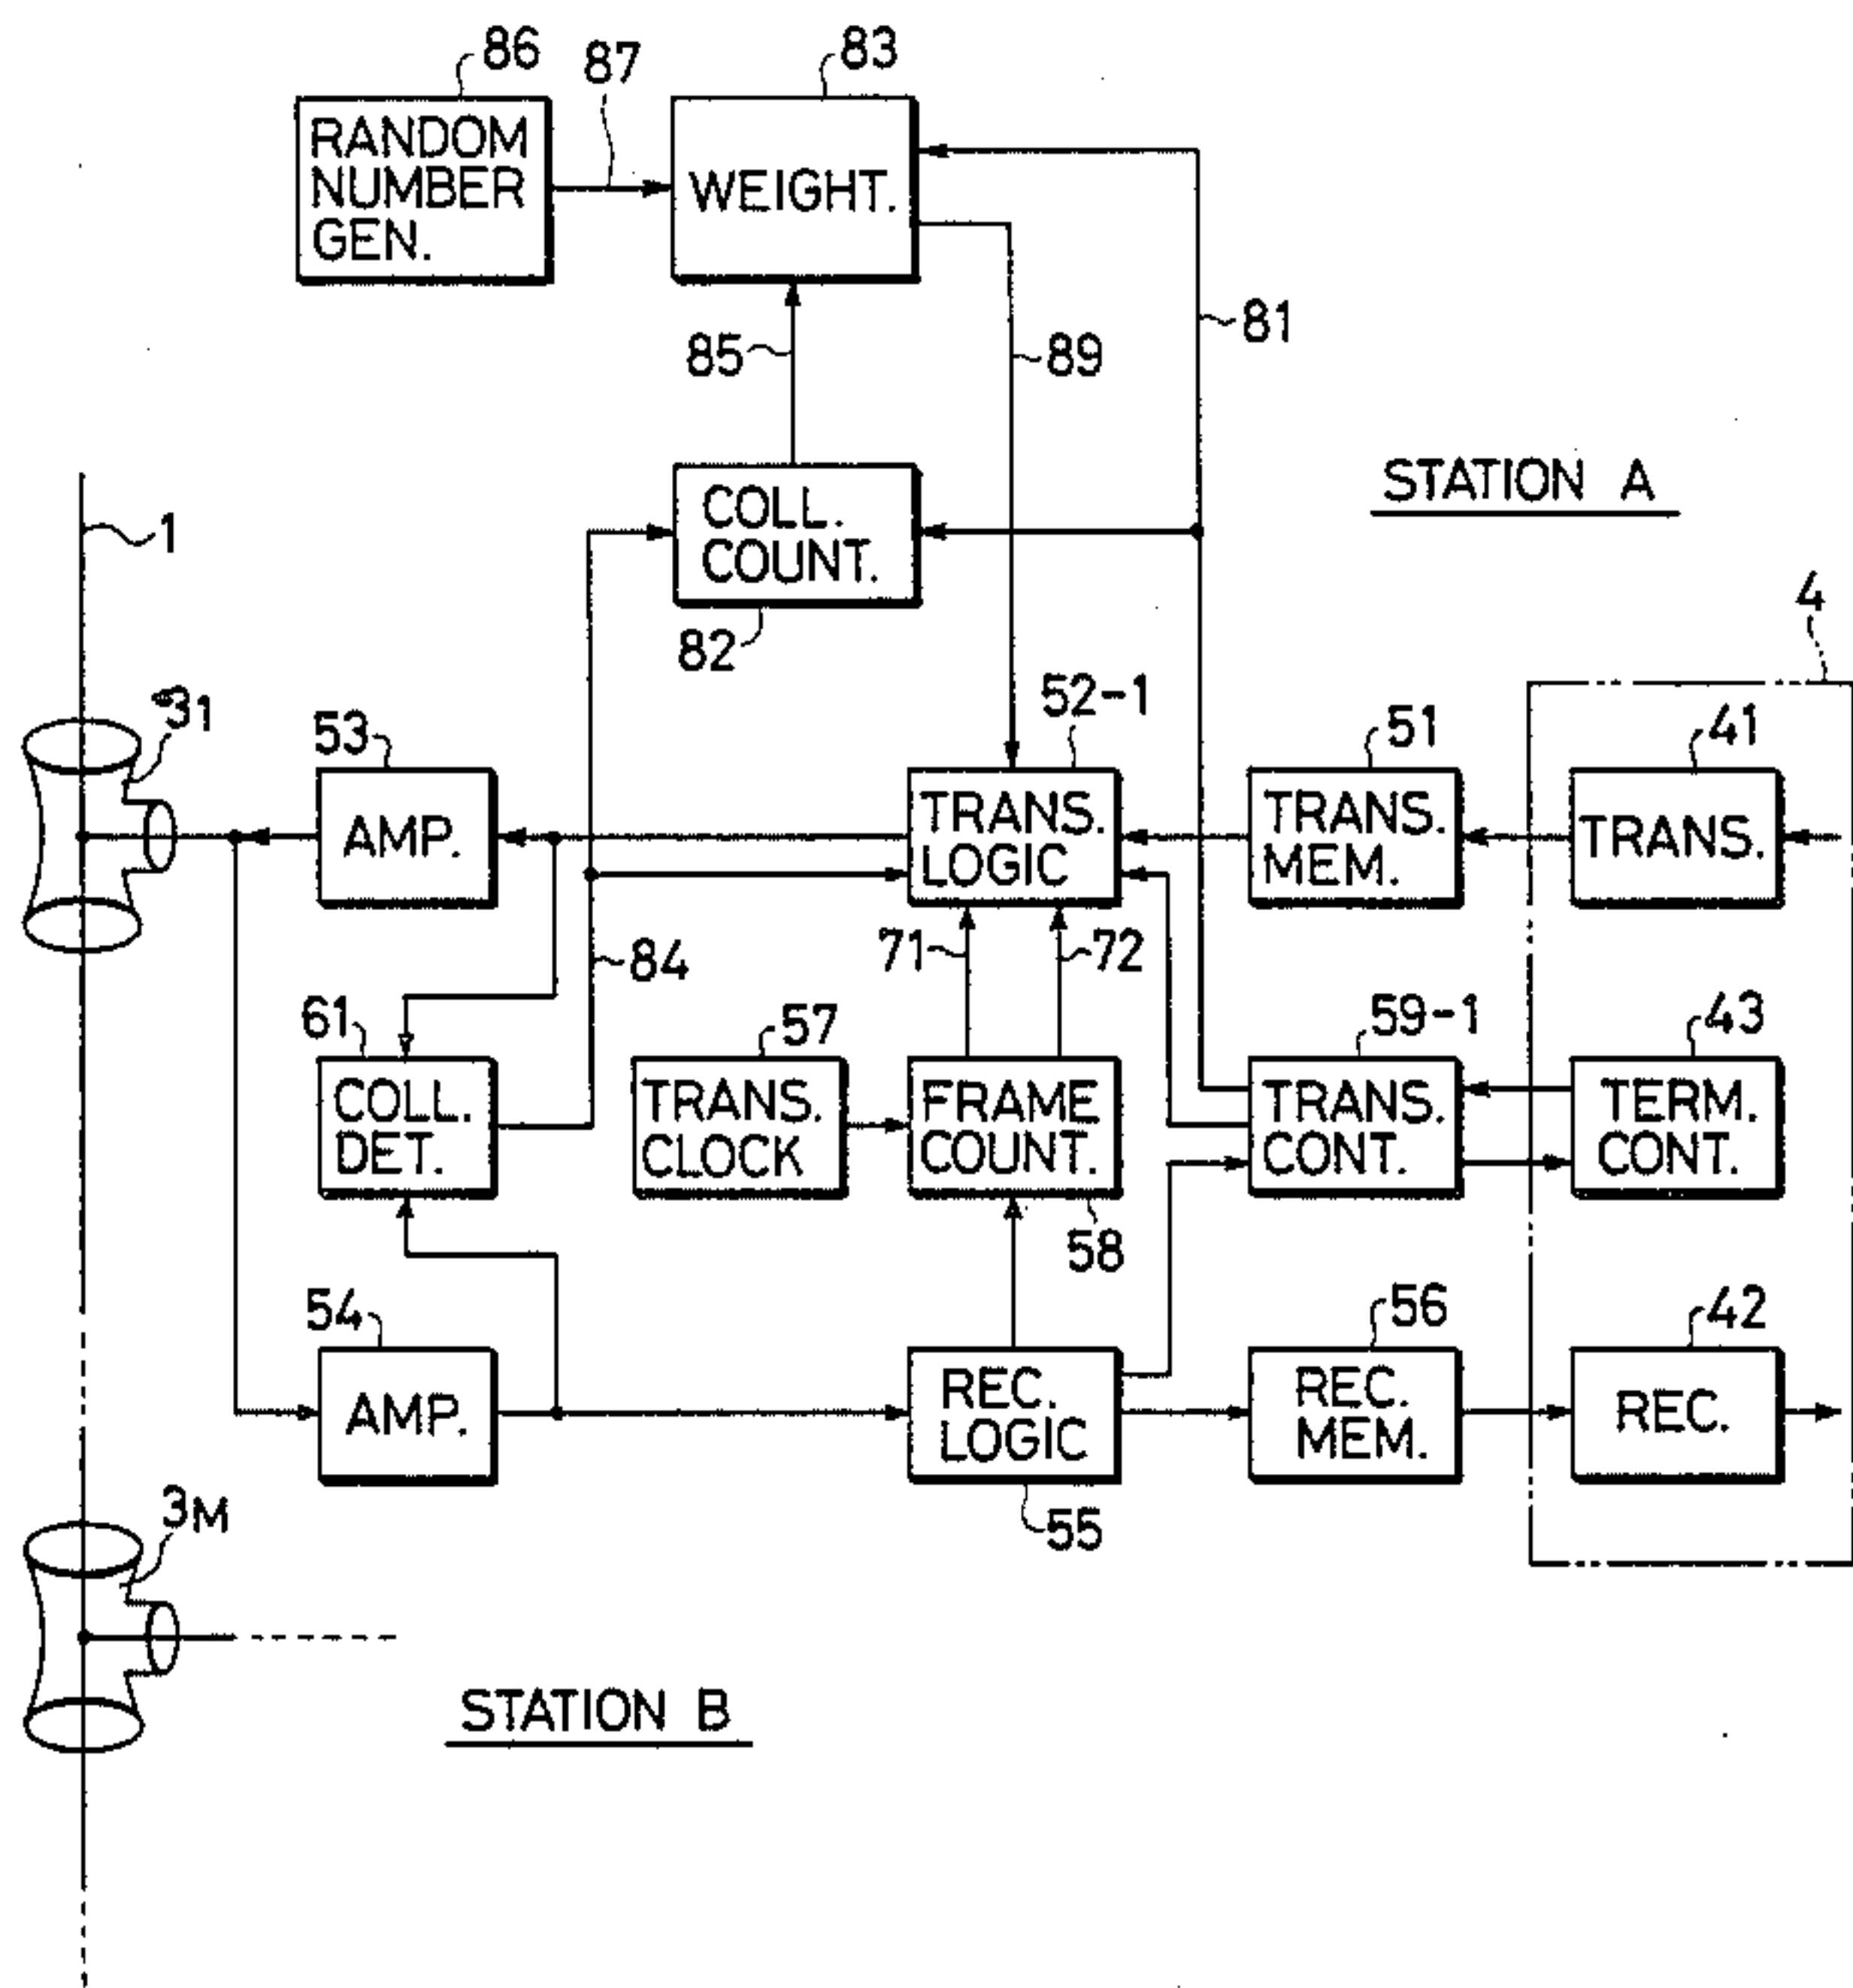 86
87
83
RANDOM
NUMBER
GEN.
WEIGHT.
85
89
81
STATION A
1
COLL.
COUNT.
82
4
31
53
52-1
51
41
AMP.
TRANS.
LOGIC
TRANS.
MEM.
TRANS.
84
71
72
61
57
59-1
43
COLL.
DET.
TRANS.
CLOCK
FRAME
COUNT.
TRANS.
CONT.
TERM.
CONT.
58
54
56
42
AMP.
REC.
LOGIC
REC.
MEM.
REC.
55
3M
STATION B